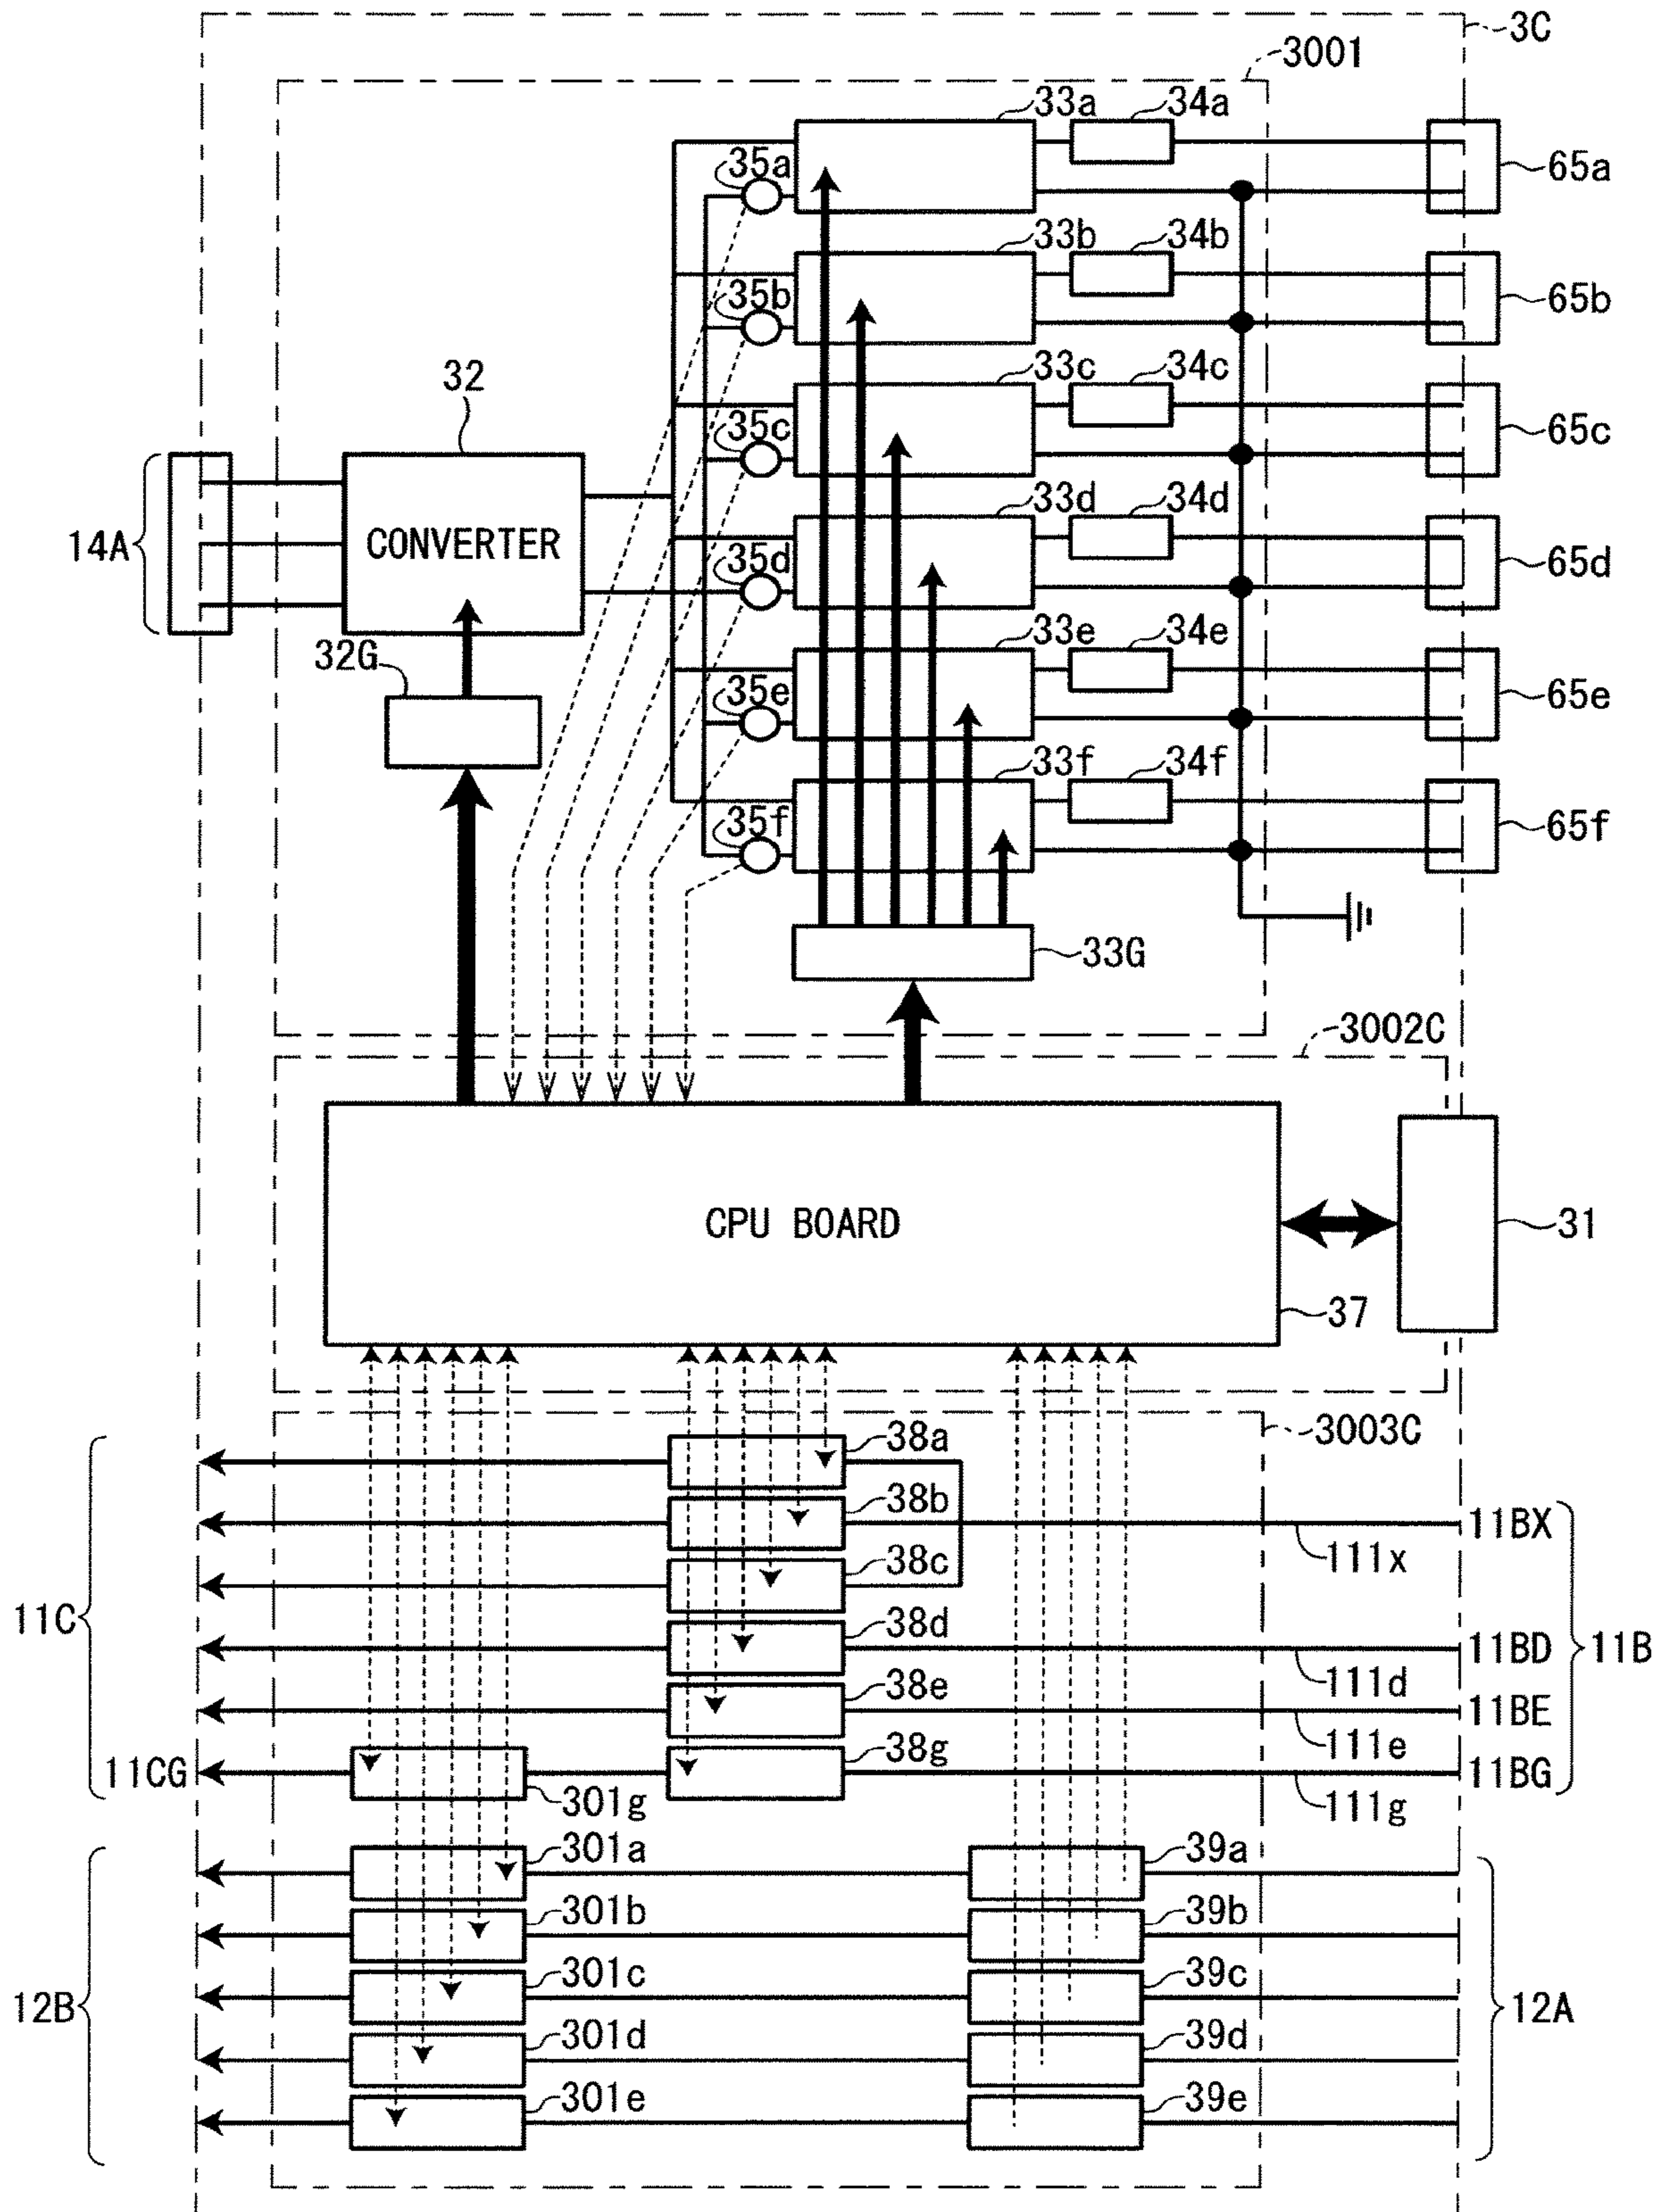 3C
3001
33a
34a
35a
65a
33b
34b
35b
65b
33c
34c
35c
65c
32
14A
CONVERTER
33d
34d
35d
65d
32G
33e
34e
35e
65e
33f
34f
35f
65f
33G
3002C
CPU BOARD
31
37
3003C
38a
38b
11BX
111x
38c
11C
38d
11BD
11B
111d
38e
11BE
111e
38g
11CG
11BG
301g
111g
301a
39a
301b
39b
301c
39c
12B
12A
301d
39d
301e
39e